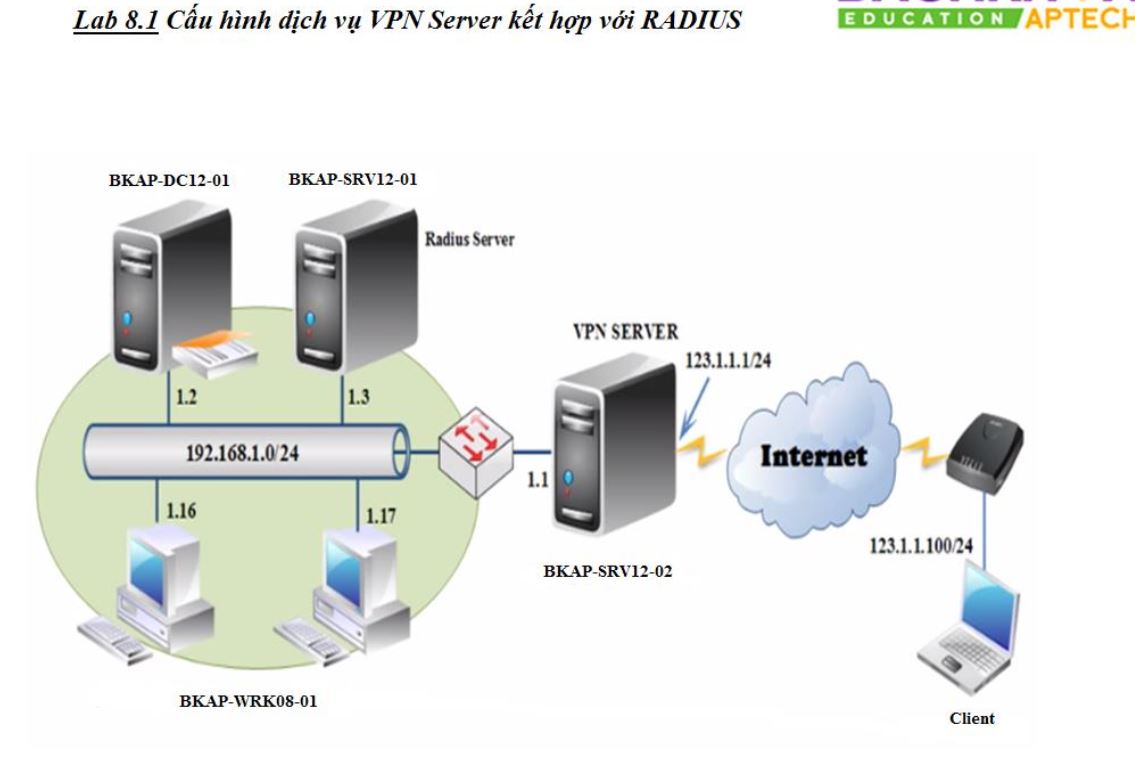 Lab 8.1 Cấu hình dịch vụ VPN Server kết hợp với RADIUS
EDUCATION APTECH
BKAP-DC12-01
BKAP-SRV12-01
Radius Server
VPN SERVER
123.1.1.1/24
1.2
1.3
192.168.1.0/24
Internet
1.1
1.16
1.17
123.1.1.100/24
BKAP-SRV12-02
BKAP-WRK08-01
Client